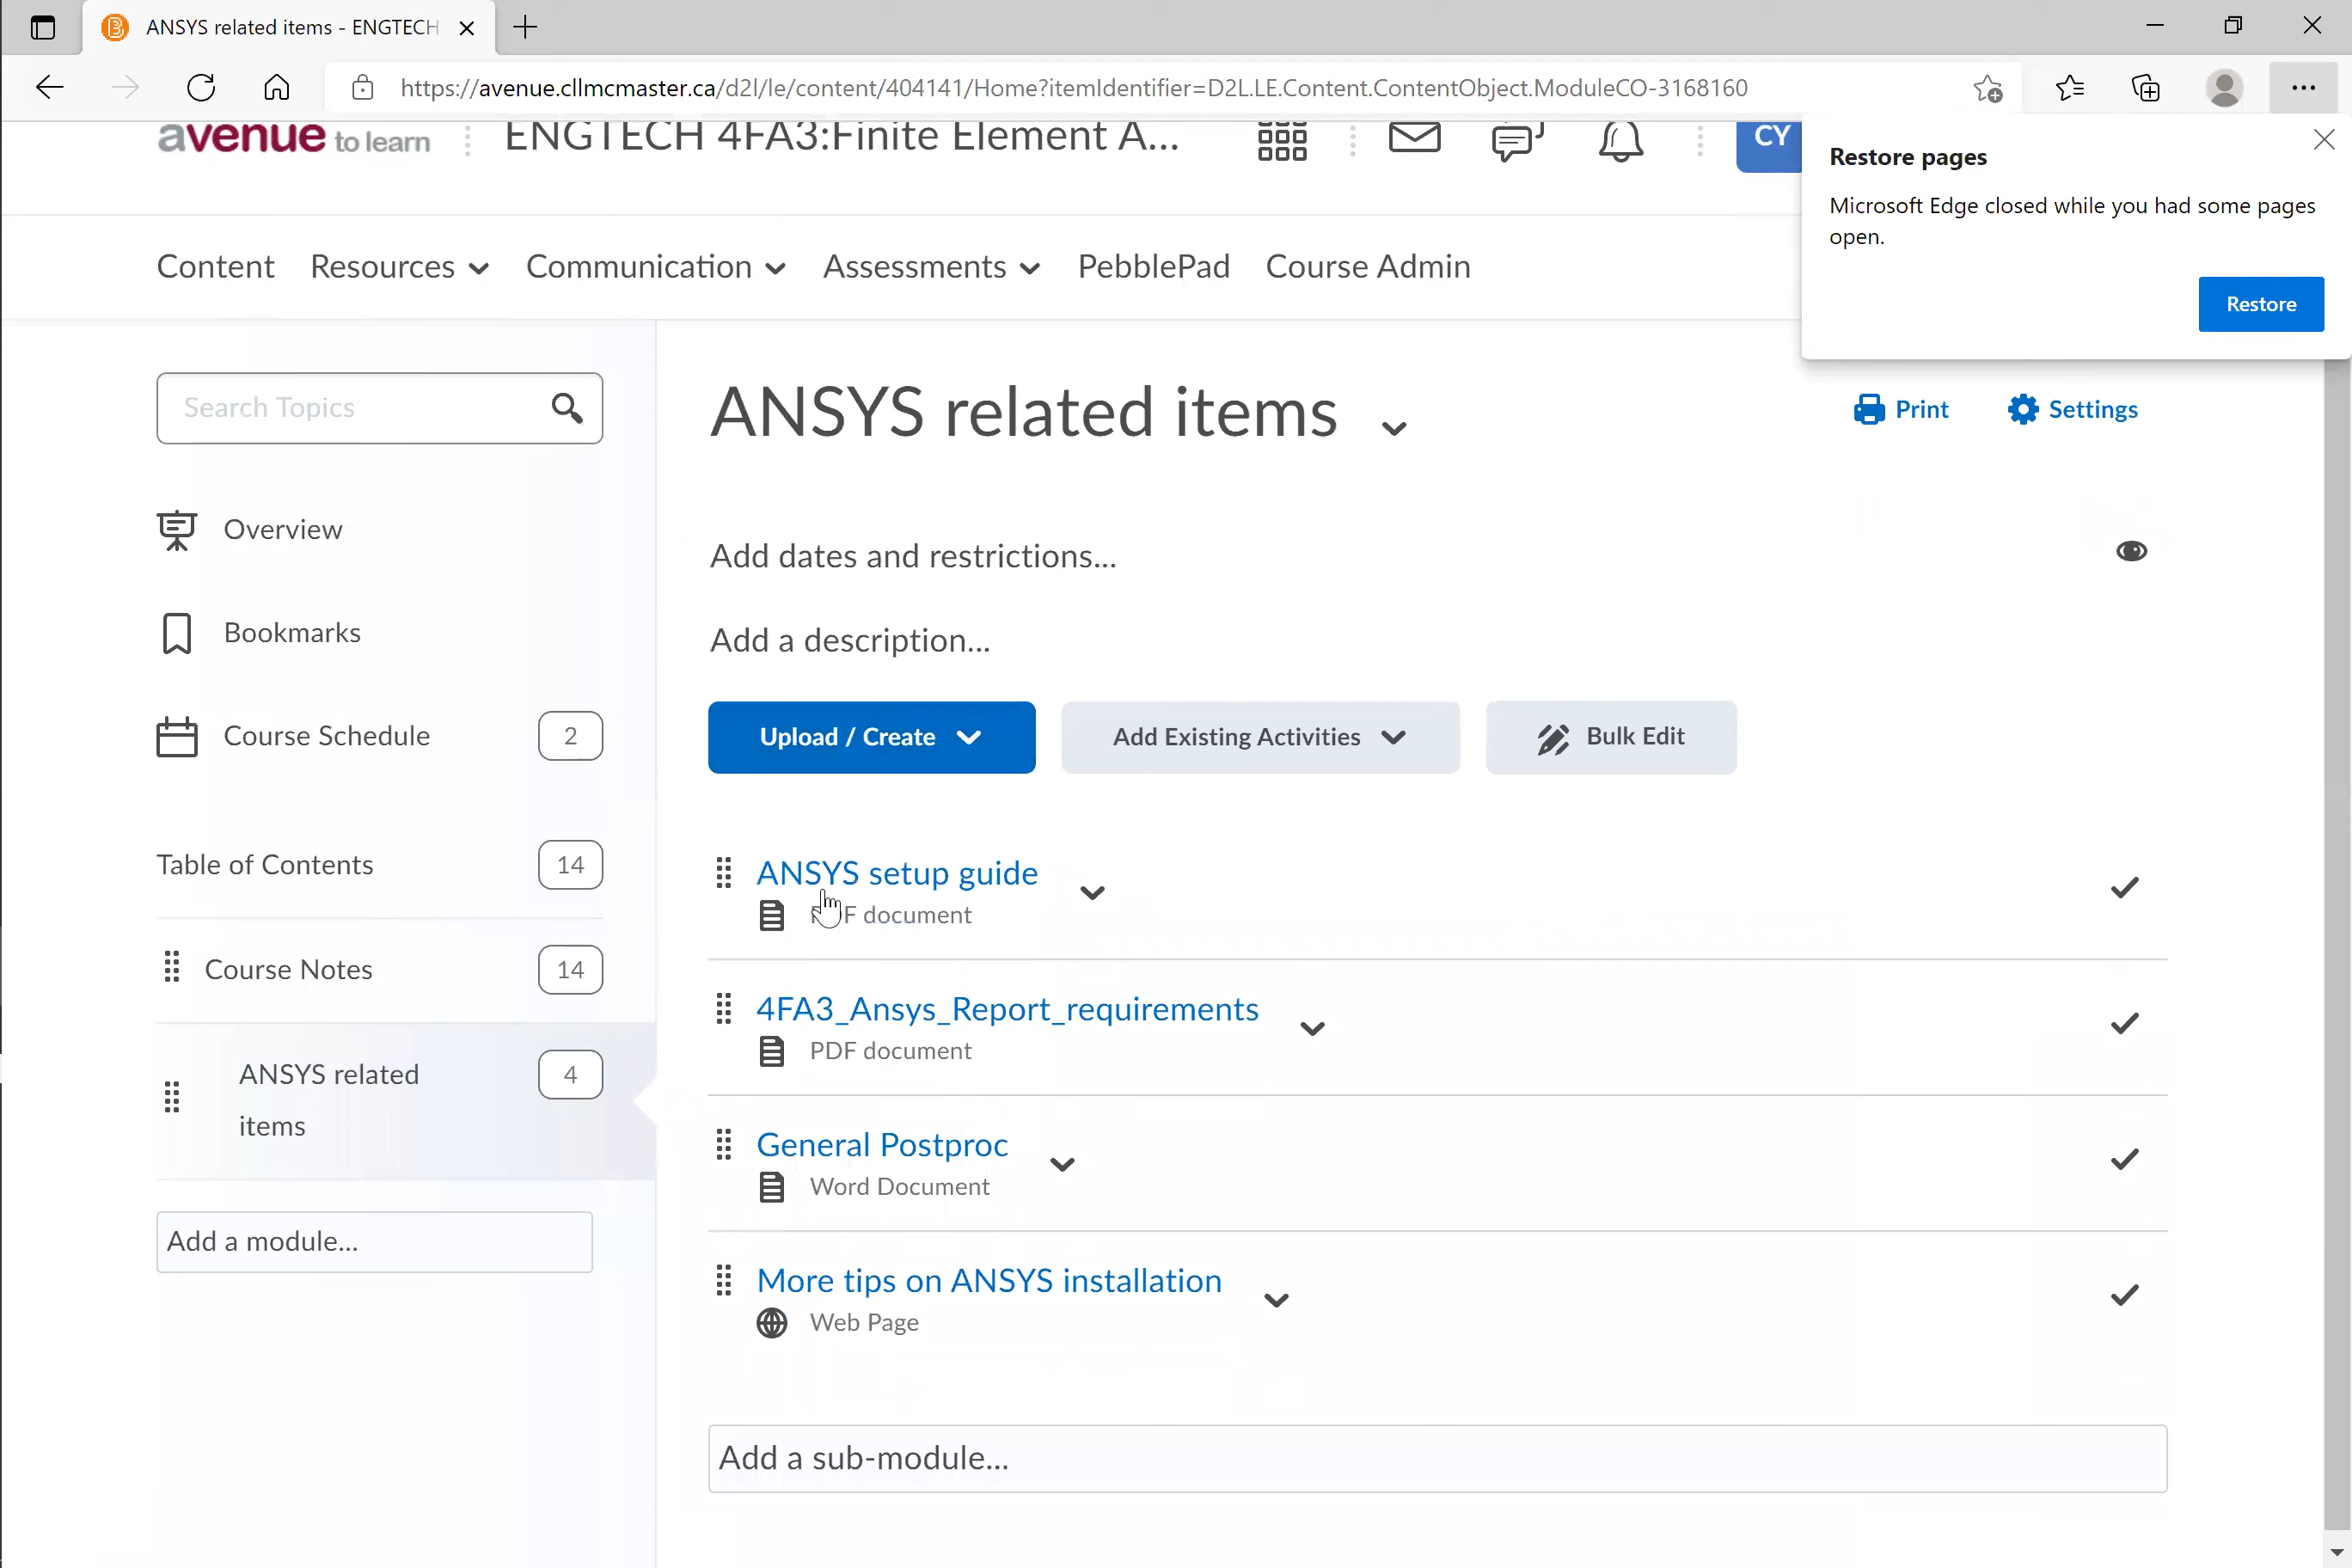 ANSYS related items - ENGTECH
https://avenue.cllmcmaster.ca/d2l/le/content/404141/Home?itemIdentifier=D2L.LE.Content.ContentObject.ModuleCO-3168160
avenue to learn
ENGTECH 4FA3:Finite Element A...
CY
Restore pages
Microsoft Edge closed while you had some pages
open.
Restore
Content
Resources
Communication
Assessments
PebblePad
Course Admin
Search Topics
Overview
Bookmarks
Course Schedule
2
Table of Contents
14
Course Notes
14
ANSYS related
items
4
Add a module...
ANSYS related items
Print
Settings
Add dates and restrictions...
Add a description...
Upload / Create
Add Existing Activities
Bulk Edit
ANSYS setup guide
PDF document
4FA3_Ansys_Report_requirements
PDF document
General Postproc
Word Document
More tips on ANSYS installation
Web Page
Add a sub-module...